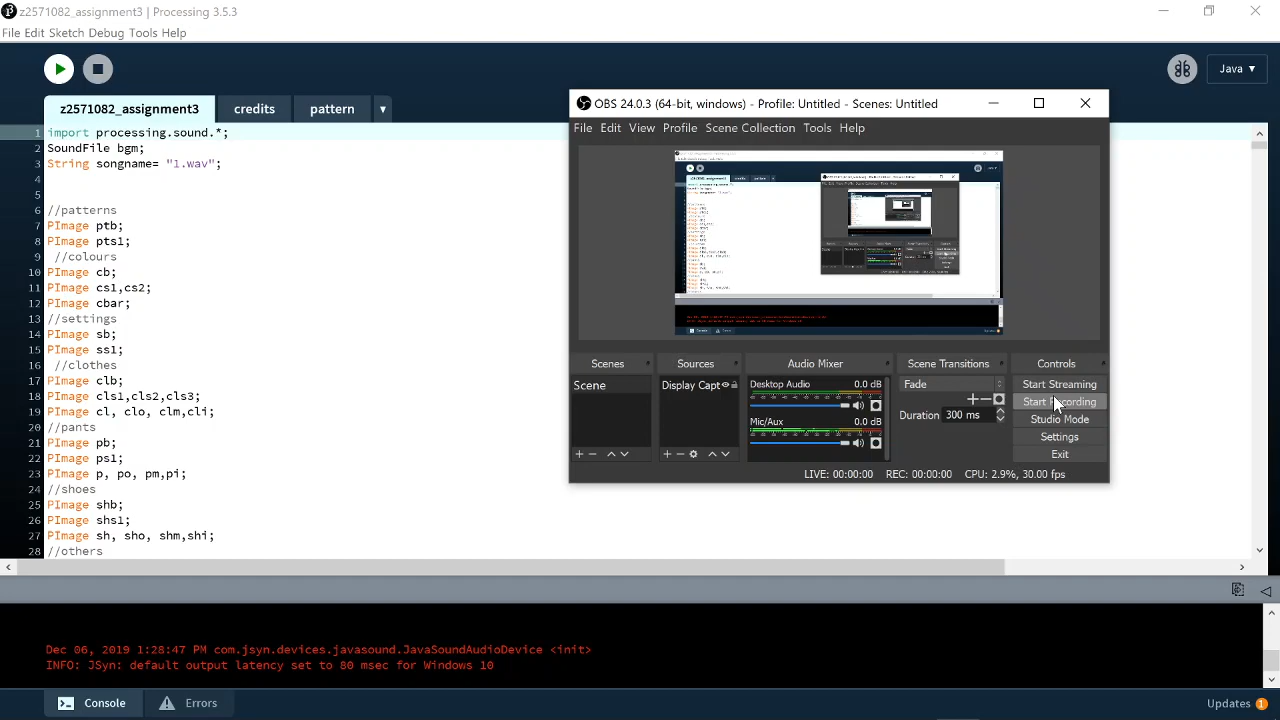 z2571082_assignment3 | Processing 3.5.3
File Edit Sketch Debug Tools Help
Java ▾
z2571082_assignment3 credits pattern ▾
1 import processing.sound.*;
2 SoundFile bgm;
3 String songname= "1.wav";
6 //patterns
7 PImage ptb;
8 PImage pts1;
9 //colours
10 PImage cb;
11 PImage cs1,cs2;
12 PImage cbar;
13 //settings
14 PImage sb;
15 PImage ss1;
16 //clothes
17 PImage clb;
18 PImage cls1,cls2,cls3;
19 PImage cl, clo, clm,cli;
20 //pants
21 PImage pb;
22 PImage ps1;
23 PImage p, po, pm,pi;
24 //shoes
25 PImage shb;
26 PImage shs1;
27 PImage sh, sho, shm,shi;
28 //others
OBS 24.0.3 (64-bit, windows) - Profile: Untitled - Scenes: Untitled
File Edit View Profile Scene Collection Tools Help
Scenes Sources Audio Mixer Scene Transitions Controls
Scene
Display Capt
Desktop Audio 0.0 dB
Mic/Aux 0.0 dB
Fade
Duration 300 ms
Start Streaming
Start Recording
Studio Mode
Settings
Exit
LIVE: 00:00:00 REC: 00:00:00 CPU: 2.9%, 30.00 fps
Dec 06, 2019 1:28:47 PM com.jsyn.devices.javasound.JavaSoundAudioDevice <init>
INFO: JSyn: default output latency set to 80 msec for Windows 10
Console Errors
Updates 1